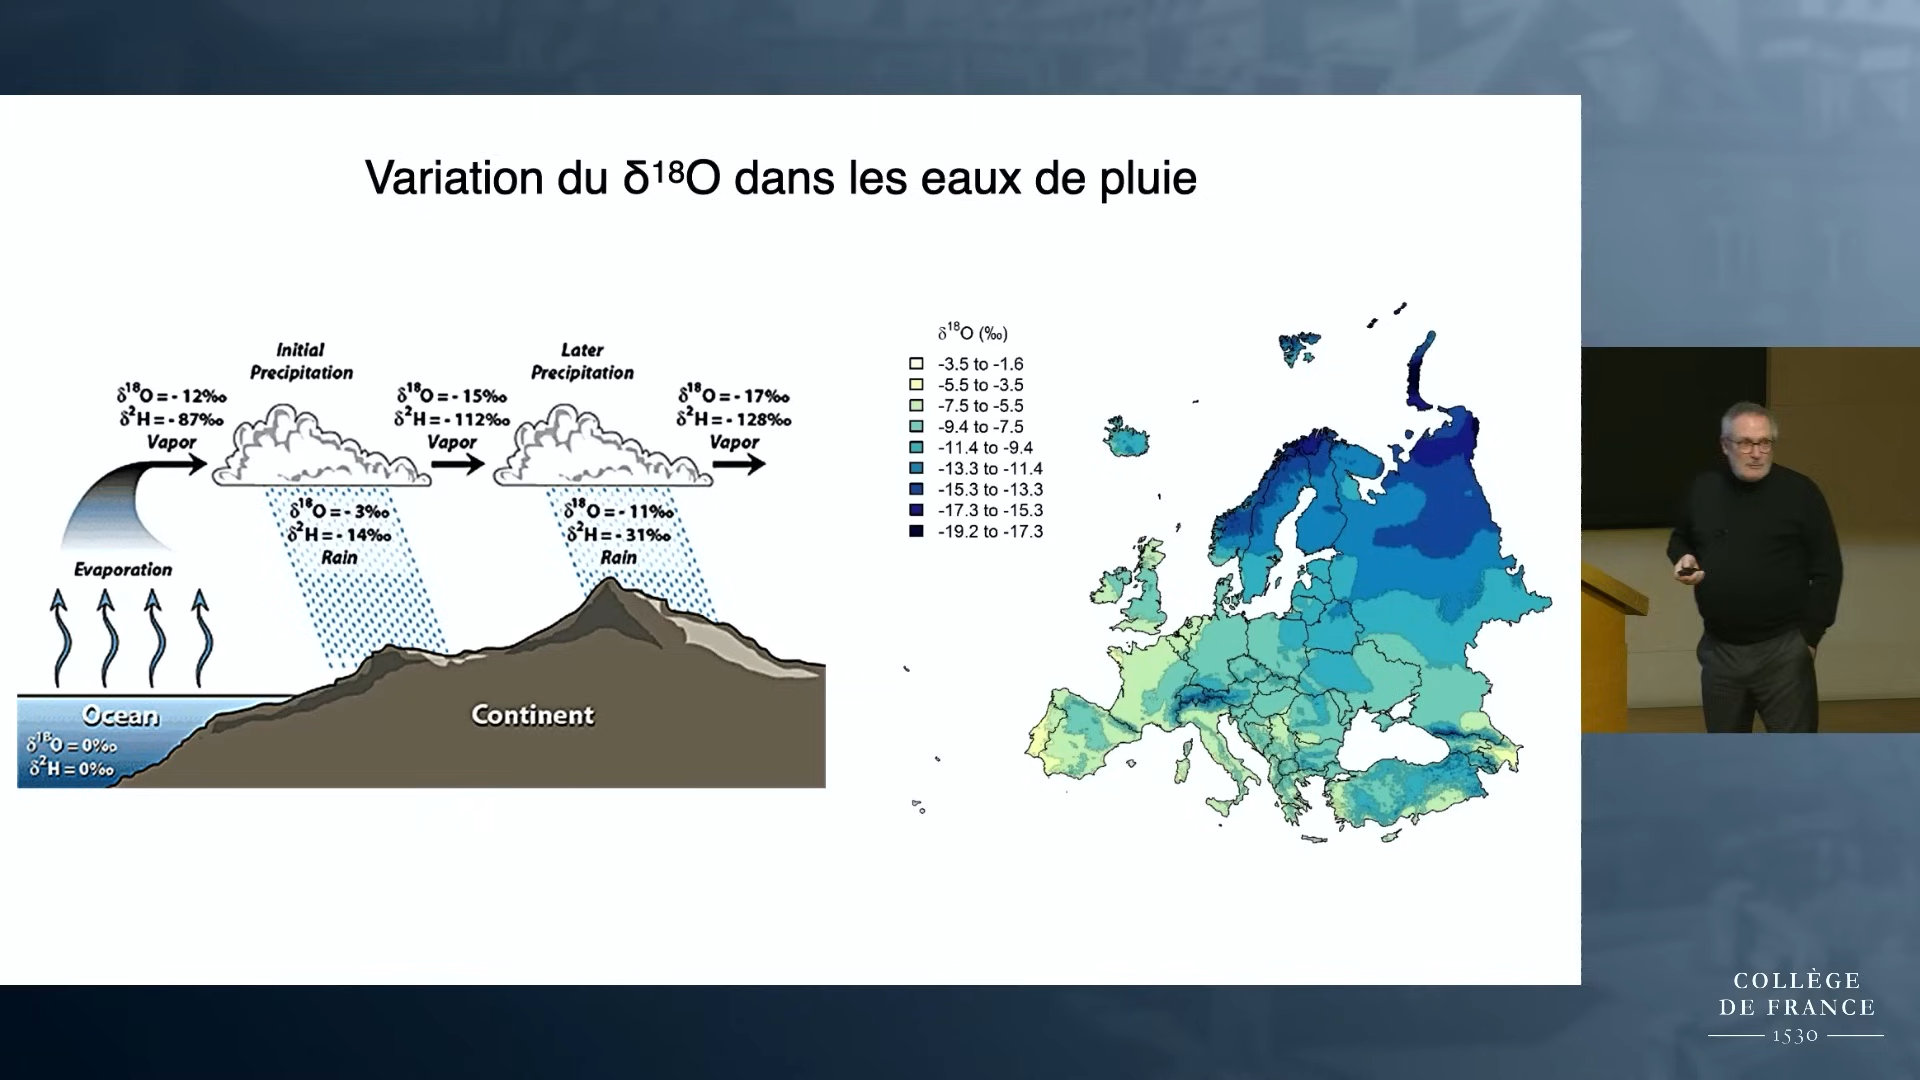 Variation du δ¹⁸O dans les eaux de pluie
Initial
Precipitation
Later
Precipitation
δ¹⁸O = - 12‰
δ²H = - 87‰
Vapor
δ¹⁸O = - 15‰
δ²H = - 112‰
Vapor
δ¹⁸O = - 17‰
δ²H = - 128‰
Vapor
δ¹⁸O = - 3‰
δ²H = - 14‰
Rain
δ¹⁸O = - 11‰
δ²H = - 31‰
Rain
Evaporation
Ocean
δ¹⁸O = 0‰
δ²H = 0‰
Continent
δ¹⁸O (‰)
-3.5 to -1.6
-5.5 to -3.5
-7.5 to -5.5
-9.4 to -7.5
-11.4 to -9.4
-13.3 to -11.4
-15.3 to -13.3
-17.3 to -15.3
-19.2 to -17.3
COLLÈGE
DE FRANCE
1530